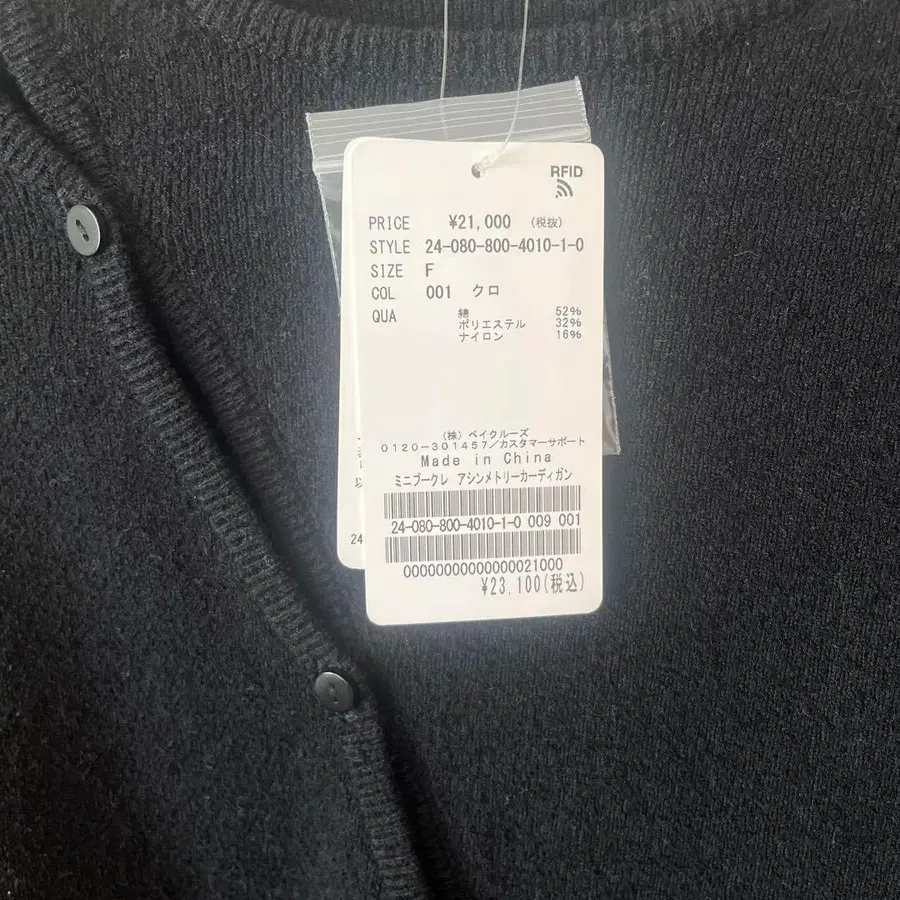 RFID
PRICE ¥21,000 (税抜)
STYLE 24-080-800-4010-1-0
SIZE F
COL 001 クロ
QUA 綿 52%
ポリエステル 32%
ナイロン 16%
(株) ベイクルーズ
0120-301457/カスタマーサポート
Made in China
ミニブークレ アシンメトリーカーディガン
24-080-800-4010-1-0 009 001
00000000000000021000
¥23,100(税込)
以
24